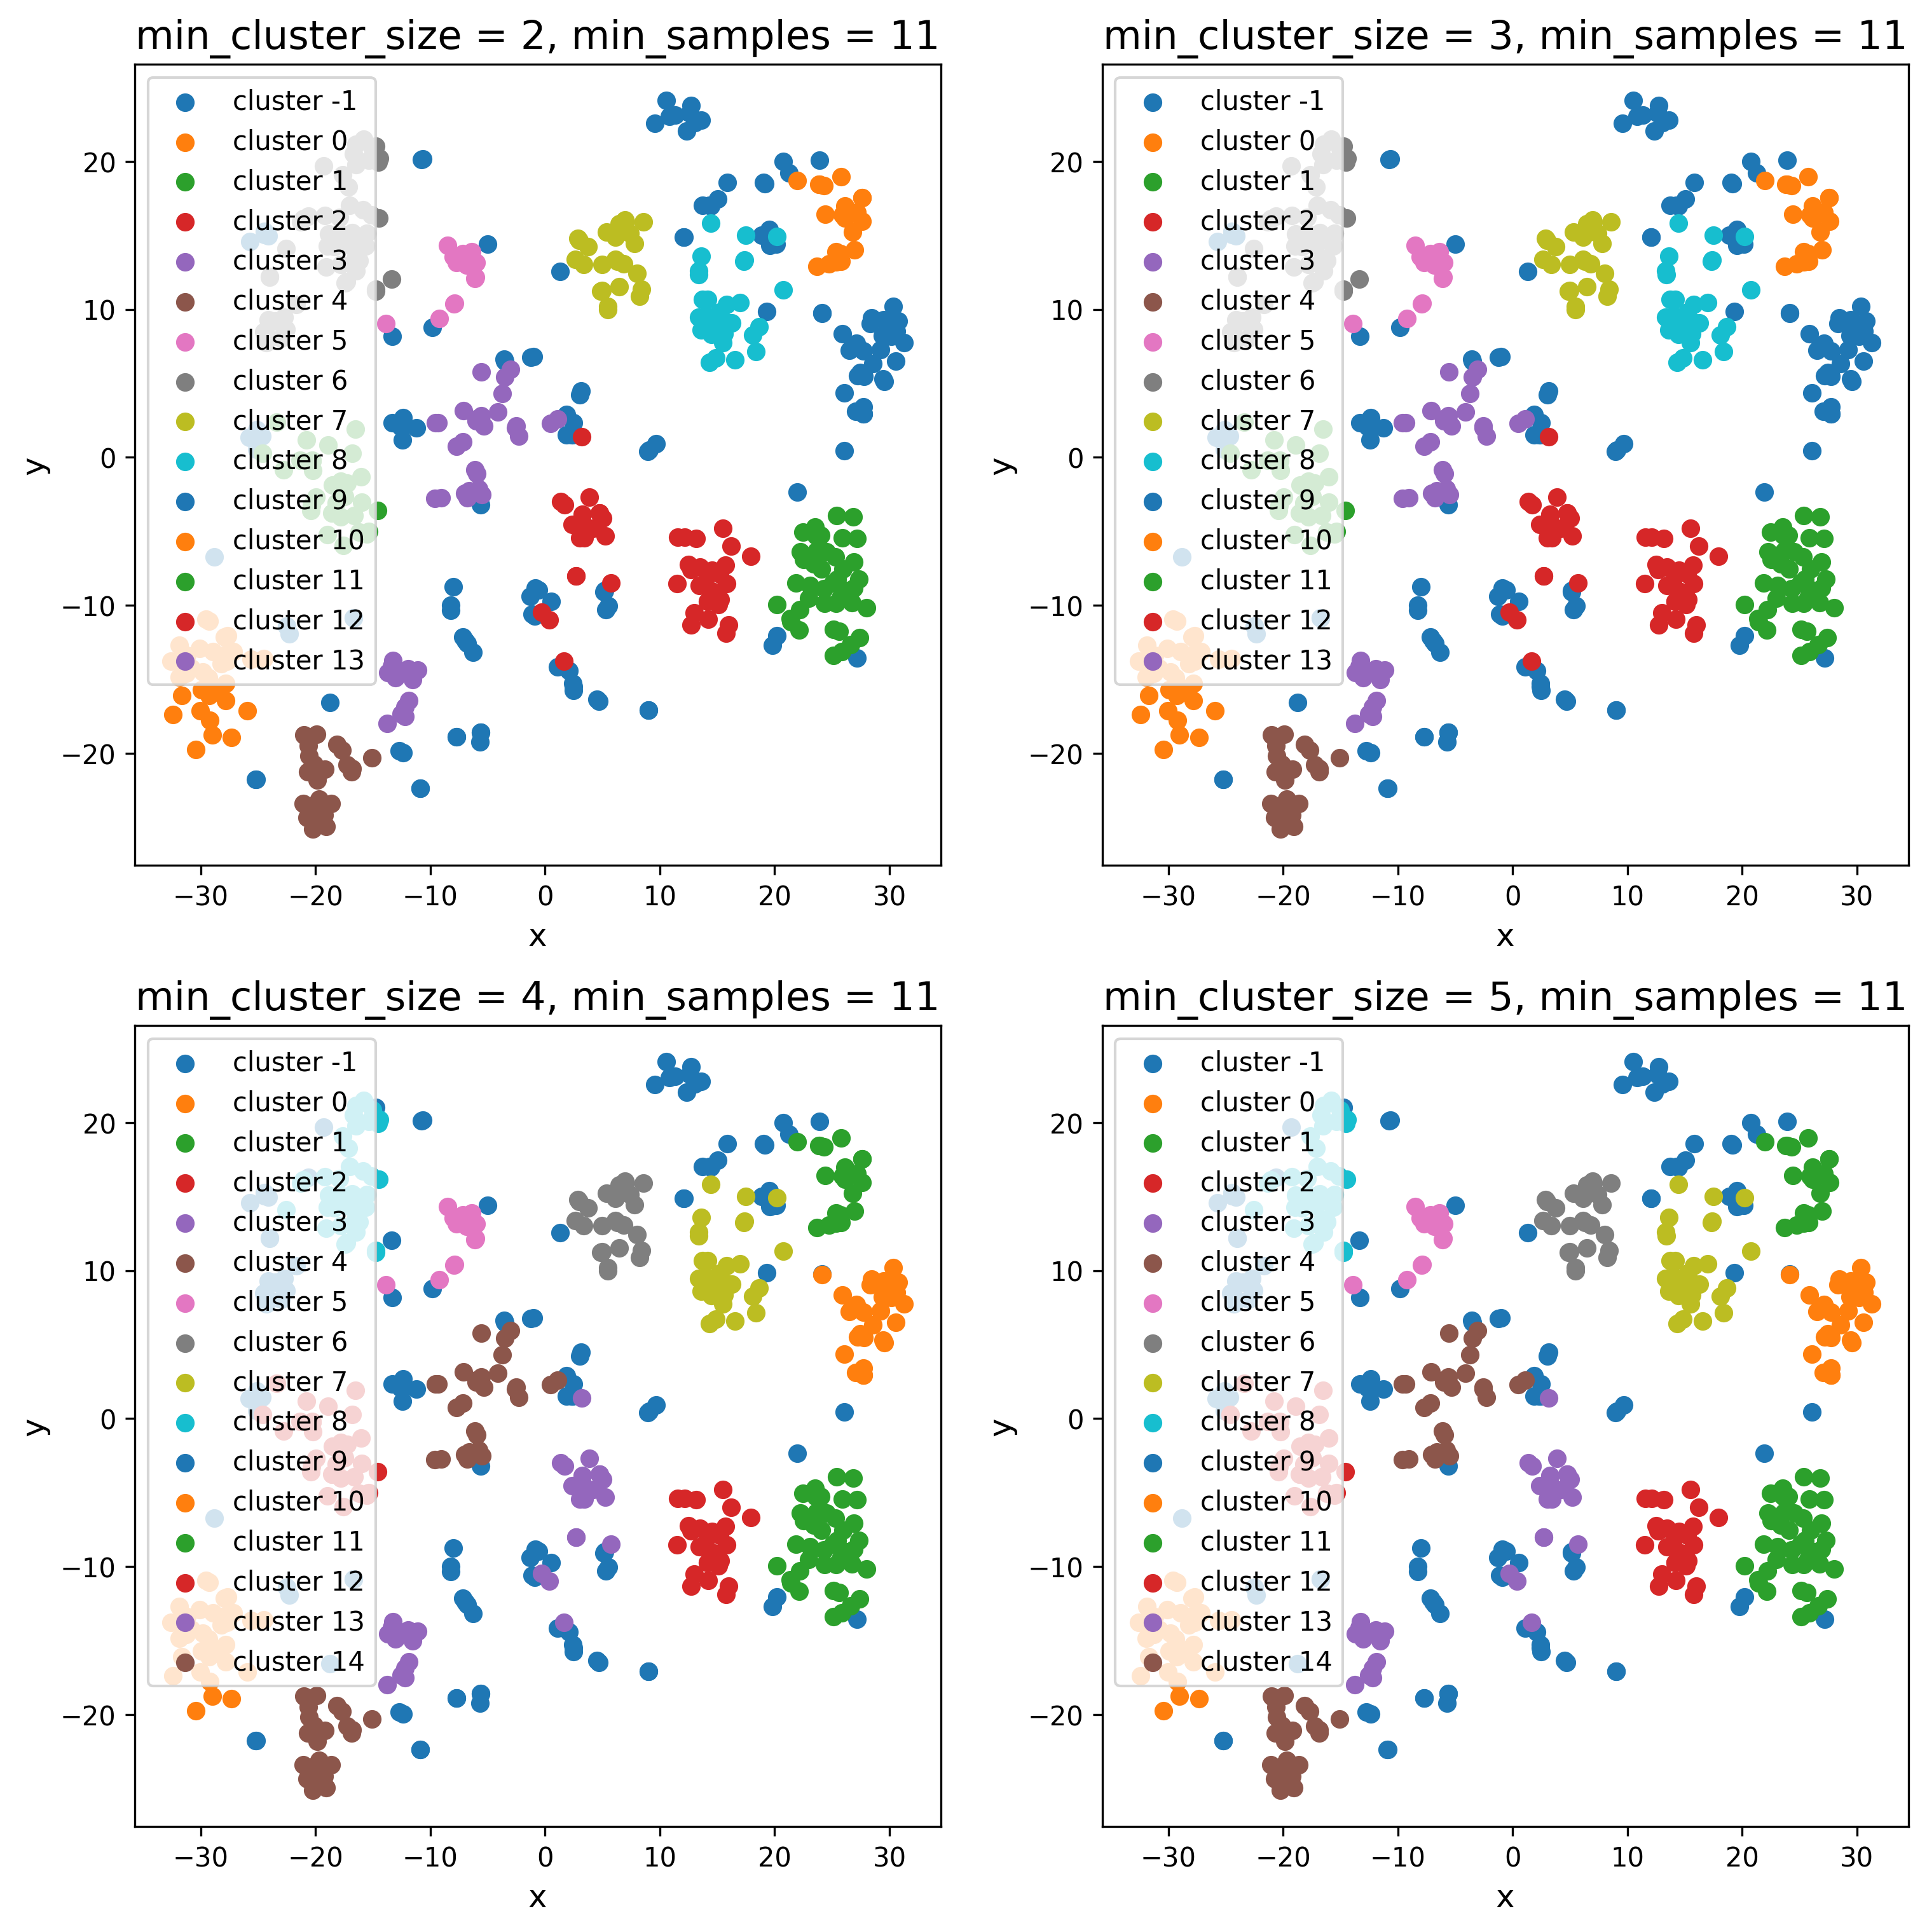 min_cluster_size = 2, min_samples = 11
cluster -1
cluster 0
cluster 1
cluster 2
cluster 3
cluster 4
cluster 5
cluster 6
cluster 7
cluster 8
cluster 9
cluster 10
cluster 11
cluster 12
cluster 13
20
10
0
−10
−20
y
−30 −20 −10 0 10 20 30
x
min_cluster_size = 3, min_samples = 11
cluster -1
cluster 0
cluster 1
cluster 2
cluster 3
cluster 4
cluster 5
cluster 6
cluster 7
cluster 8
cluster 9
cluster 10
cluster 11
cluster 12
cluster 13
20
10
0
−10
−20
y
−30 −20 −10 0 10 20 30
x
min_cluster_size = 4, min_samples = 11
cluster -1
cluster 0
cluster 1
cluster 2
cluster 3
cluster 4
cluster 5
cluster 6
cluster 7
cluster 8
cluster 9
cluster 10
cluster 11
cluster 12
cluster 13
cluster 14
20
10
0
−10
−20
y
−30 −20 −10 0 10 20 30
x
min_cluster_size = 5, min_samples = 11
cluster -1
cluster 0
cluster 1
cluster 2
cluster 3
cluster 4
cluster 5
cluster 6
cluster 7
cluster 8
cluster 9
cluster 10
cluster 11
cluster 12
cluster 13
cluster 14
20
10
0
−10
−20
y
−30 −20 −10 0 10 20 30
x